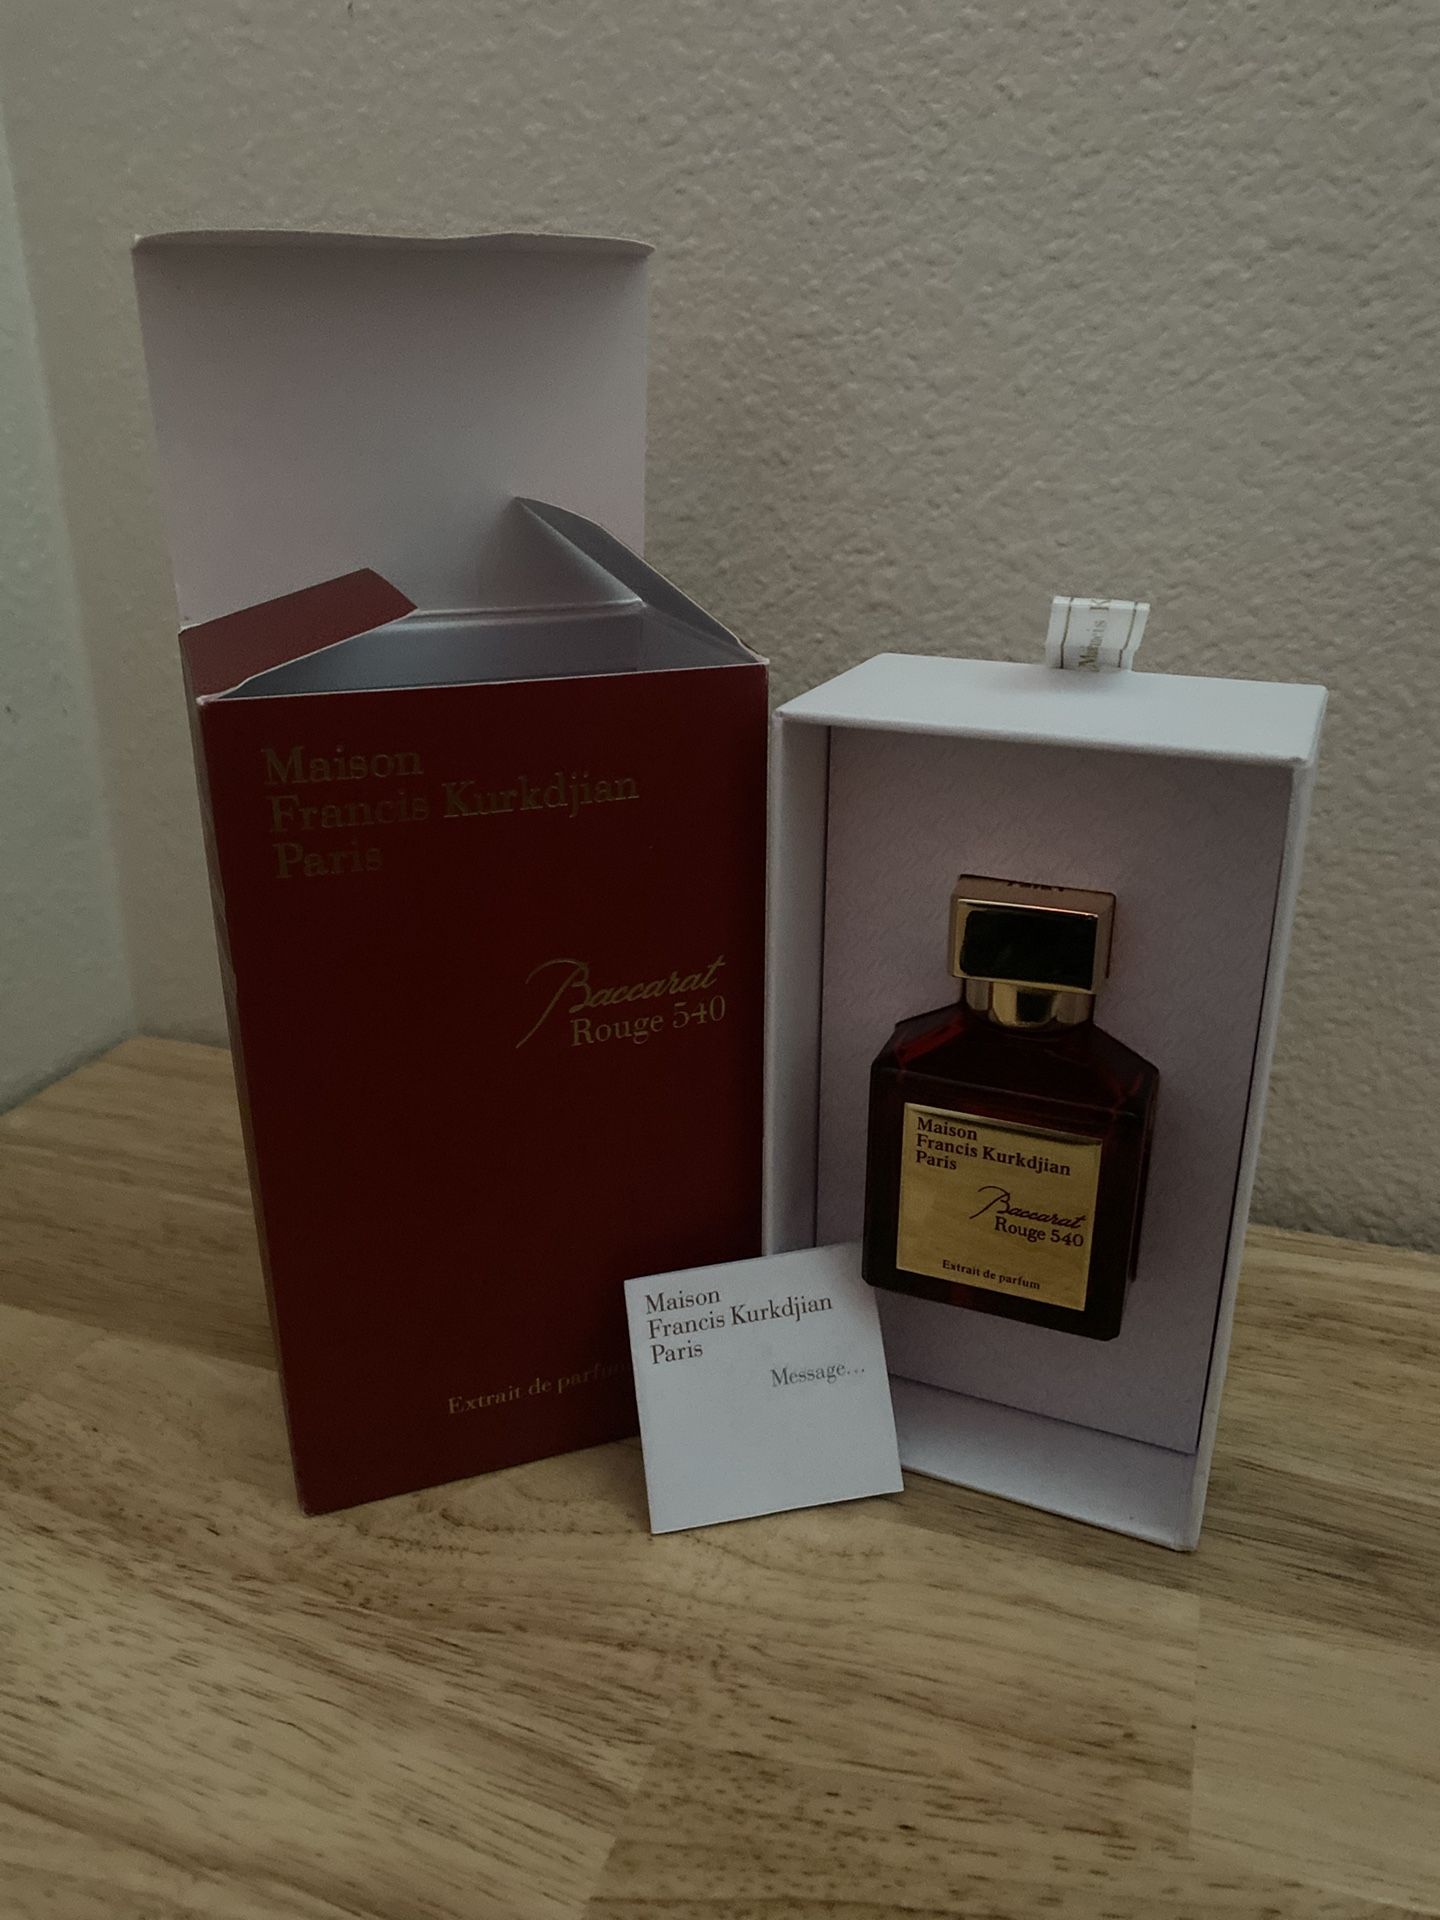 Maison
Francis Kurkdjian
Paris
Baccarat
Rouge 540
Extrait de parfum
Maison
Francis Kurkdjian
Paris
Message...
Maison
Francis Kurkdjian
Paris
Baccarat
Rouge 540
Extrait de parfum